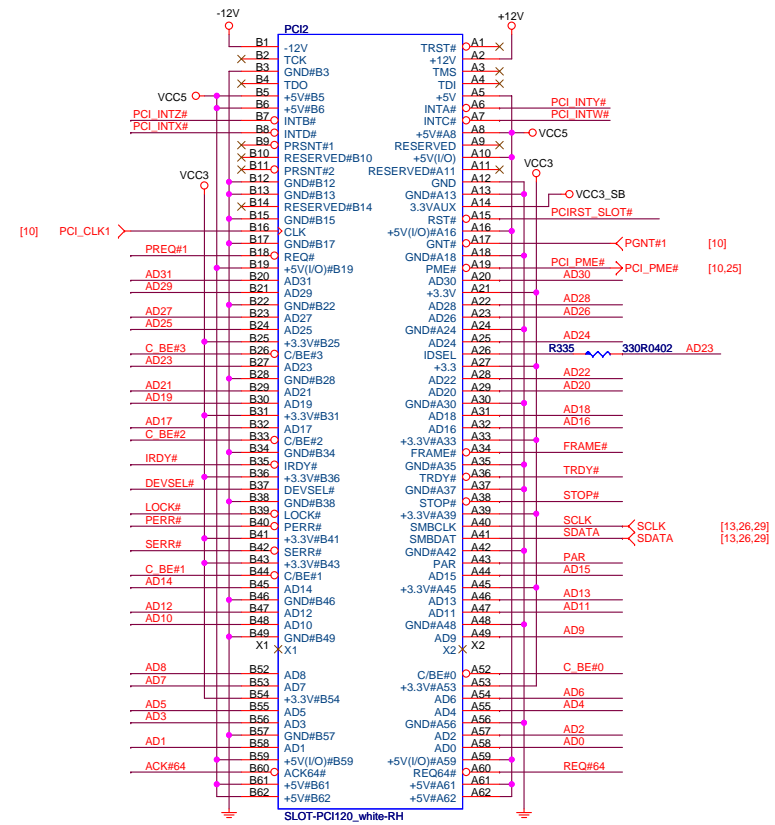 -12V +12V
PCI2
B1 -12V TRST# A1
B2 TCK +12V A2
B3 GND#B3 TMS A3
B4 TDO TDI A4
VCC5 B5 +5V#B5 +5V A5
B6 +5V#B6 INTA# A6 PCI_INTY#
PCI_INTZ# B7 INTB# INTC# A7 PCI_INTW#
PCI_INTX# B8 INTD# +5V#A8 A8 VCC5
B9 PRSNT#1 RESERVED A9
B10 RESERVED#B10 +5V(I/O) A10
B11 PRSNT#2 RESERVED#A11 A11 VCC3
VCC3 B12 GND#B12 GND A12
B13 GND#B13 GND#A13 A13
B14 RESERVED#B14 3.3VAUX A14 VCC3_SB
B15 GND#B15 RST# A15 PCIRST_SLOT#
[10] PCI_CLK1 B16 CLK +5V(I/O)#A16 A16
B17 GND#B17 GNT# A17 PGNT#1 [10]
PREQ#1 B18 REQ# GND#A18 A18
B19 +5V(I/O)#B19 PME# A19 PCI_PME# PCI_PME# [10,25]
AD31 B20 AD31 AD30 A20 AD30
AD29 B21 AD29 +3.3V A21
B22 GND#B22 AD28 A22 AD28
AD27 B23 AD27 AD26 A23 AD26
AD25 B24 AD25 GND#A24 A24
B25 +3.3V#B25 AD24 A25 AD24
C_BE#3 B26 C/BE#3 IDSEL A26 R335 330R0402 AD23
AD23 B27 AD23 +3.3 A27
B28 GND#B28 AD22 A28 AD22
AD21 B29 AD21 AD20 A29 AD20
AD19 B30 AD19 GND#A30 A30
B31 +3.3V#B31 AD18 A31 AD18
AD17 B32 AD17 AD16 A32 AD16
C_BE#2 B33 C/BE#2 +3.3V#A33 A33
B34 GND#B34 FRAME# A34 FRAME#
IRDY# B35 IRDY# GND#A35 A35
B36 +3.3V#B36 TRDY# A36 TRDY#
DEVSEL# B37 DEVSEL# GND#A37 A37
B38 GND#B38 STOP# A38 STOP#
LOCK# B39 LOCK# +3.3V#A39 A39
PERR# B40 PERR# SMBCLK A40 SCLK SCLK [13,26,29]
B41 +3.3V#B41 SMBDAT A41 SDATA SDATA [13,26,29]
SERR# B42 SERR# GND#A42 A42
B43 +3.3V#B43 PAR A43 PAR
C_BE#1 B44 C/BE#1 AD15 A44 AD15
AD14 B45 AD14 +3.3V#A45 A45
B46 GND#B46 AD13 A46 AD13
AD12 B47 AD12 AD11 A47 AD11
AD10 B48 AD10 GND#A48 A48
B49 GND#B49 AD9 A49 AD9
X1 X1 X2 X2
AD8 B52 AD8 C/BE#0 A52 C_BE#0
AD7 B53 AD7 +3.3V#A53 A53
B54 +3.3V#B54 AD6 A54 AD6
AD5 B55 AD5 AD4 A55 AD4
AD3 B56 AD3 GND#A56 A56
B57 GND#B57 AD2 A57 AD2
AD1 B58 AD1 AD0 A58 AD0
B59 +5V(I/O)#B59 +5V(I/O)#A59 A59
ACK#64 B60 ACK64# REQ64# A60 REQ#64
B61 +5V#B61 +5V#A61 A61
B62 +5V#B62 +5V#A62 A62
SLOT-PCI120_white-RH